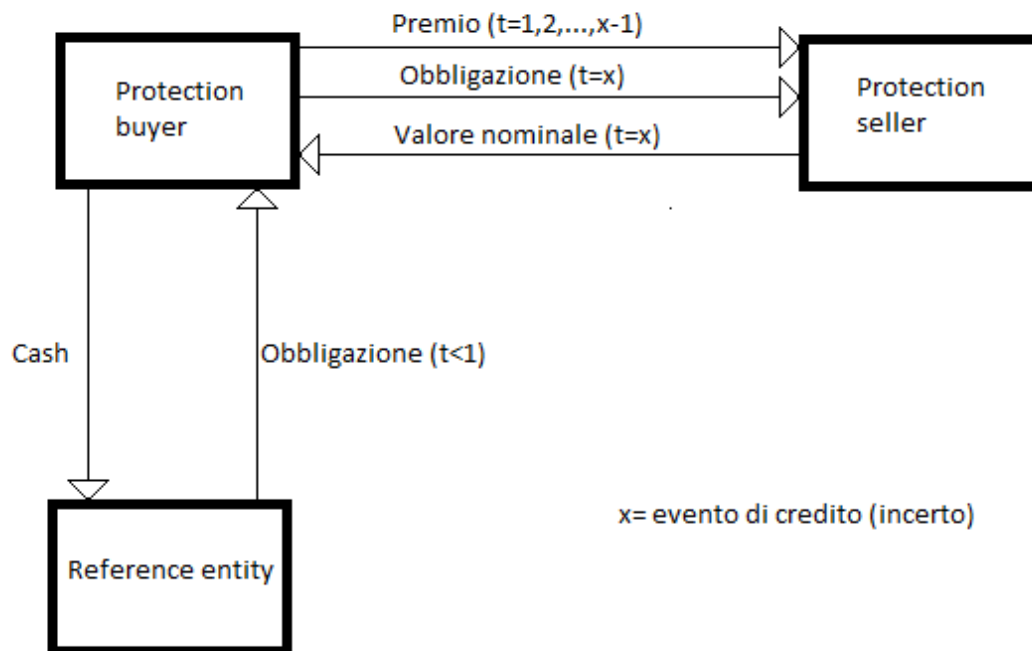 Premio (t=1,2,...,x-1)
Obbligazione (t=x)
Valore nominale (t=x)
Protection
buyer
Protection
seller
Cash
Obbligazione (t<1)
Reference entity
x= evento di credito (incerto)